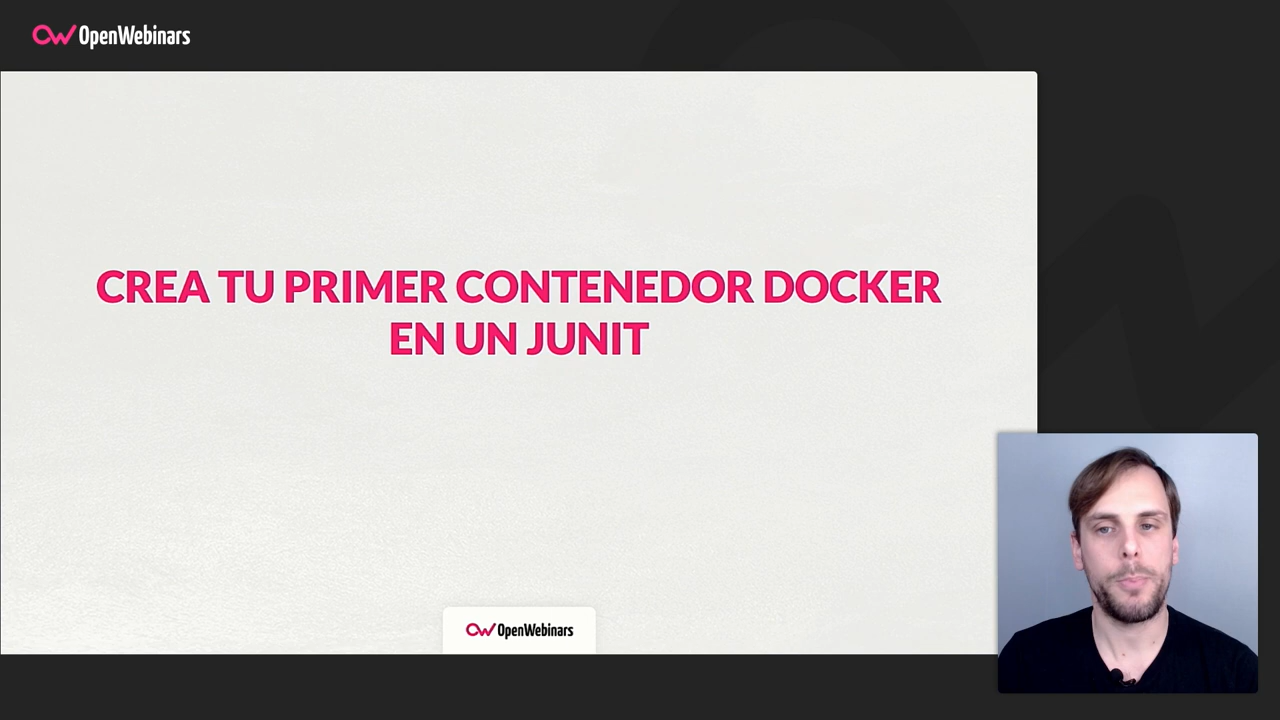 OpenWebinars
CREA TU PRIMER CONTENEDOR DOCKER
EN UN JUNIT
OpenWebinars